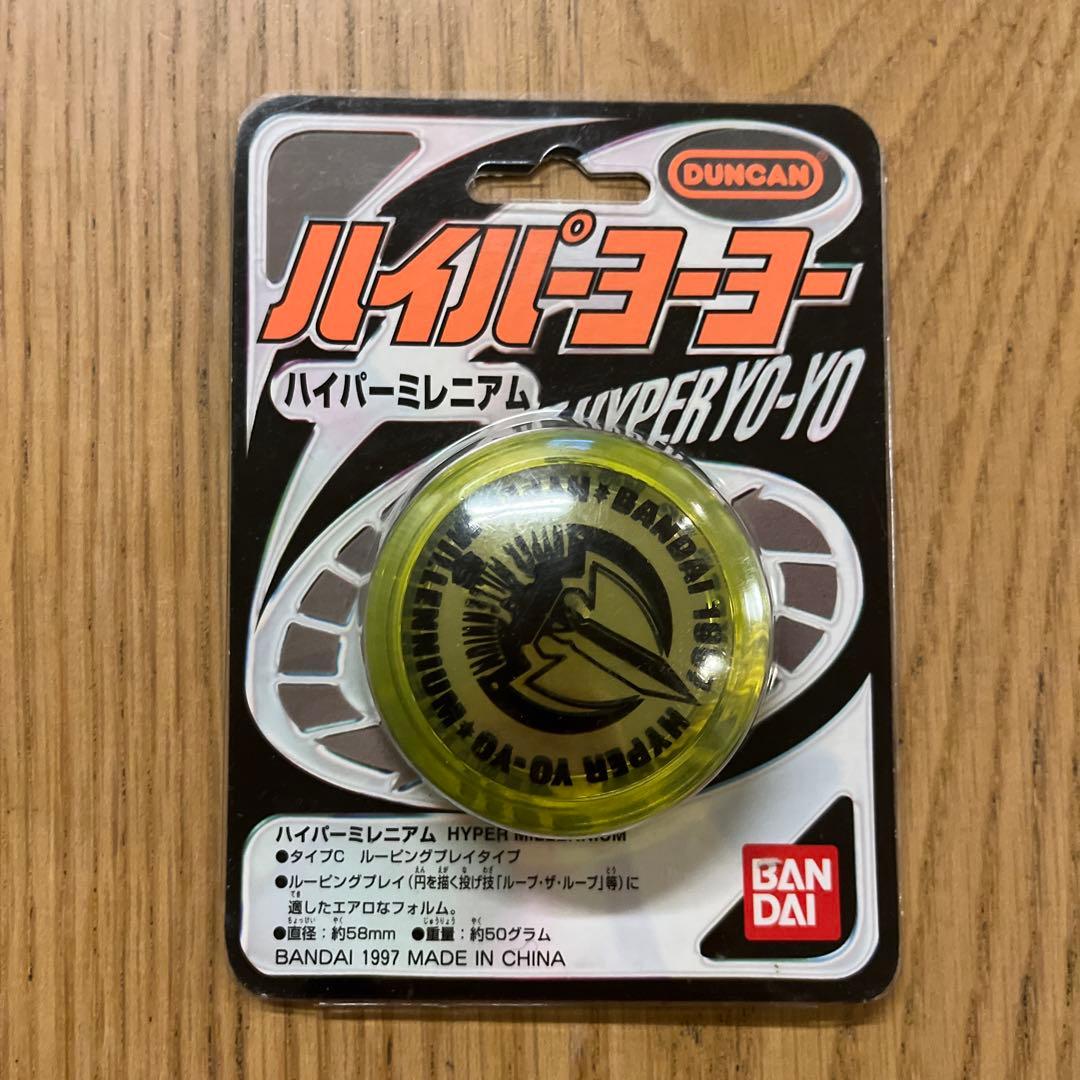 DUNCAN®
ハイパーヨーヨー
ハイパーミレニアム
HYPER YO-YO
BANDAI 1997
HYPER YO-YO★
ハイパーミレニアム HYPER MILLENNIUM
●タイプC ルーピングプレイタイプ
●ルーピングプレイ(円を描く投げ技「ループ・ザ・ループ」等)に
適したエアロなフォルム。
●直径:約58mm ●重量:約50グラム
BANDAI 1997 MADE IN CHINA
BAN
DAI